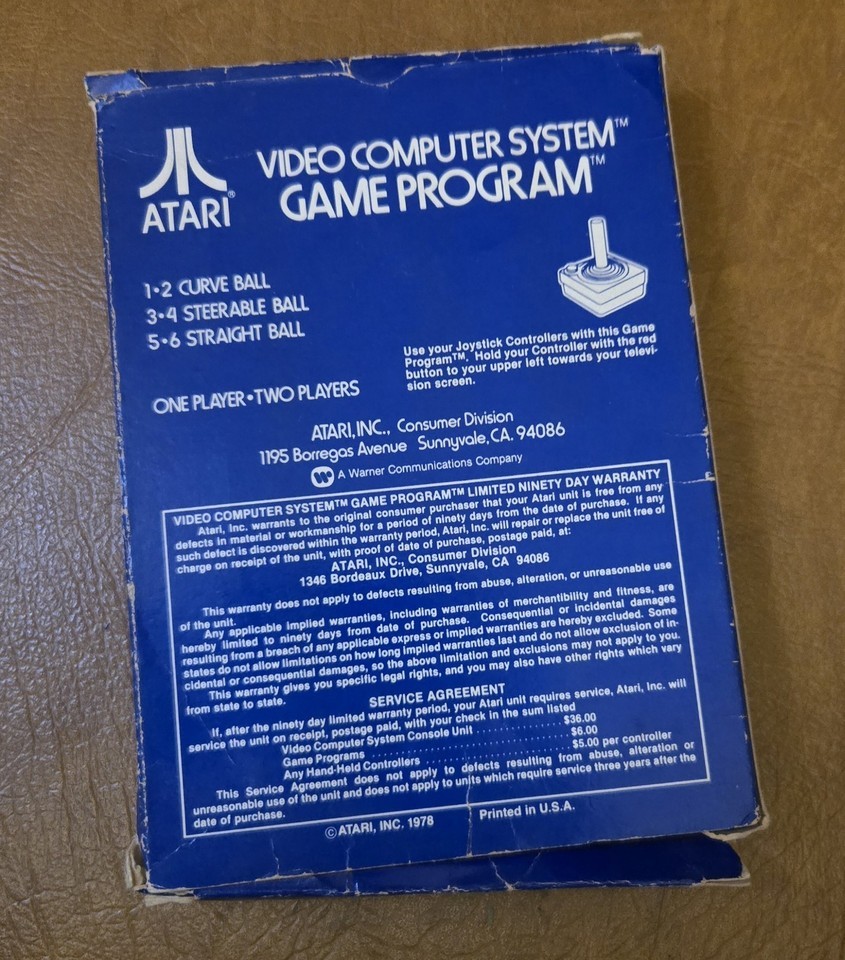 VIDEO COMPUTER SYSTEM™
GAME PROGRAM™
ATARI®
1•2 CURVE BALL
3•4 STEERABLE BALL
5•6 STRAIGHT BALL
Use your Joystick Controllers with this Game
Program™. Hold your Controller with the red
button to your upper left towards your televi-
sion screen.
ONE PLAYER•TWO PLAYERS
ATARI, INC., Consumer Division
1195 Borregas Avenue Sunnyvale, CA. 94086
A Warner Communications Company
VIDEO COMPUTER SYSTEM™ GAME PROGRAM™ LIMITED NINETY DAY WARRANTY
Atari, Inc. warrants to the original consumer purchaser that your Atari unit is free from any
defects in material or workmanship for a period of ninety days from the date of purchase. If any
such defect is discovered within the warranty period, Atari, Inc. will repair or replace the unit free of
charge on receipt of the unit, with proof of date of purchase, postage paid, at:
ATARI, INC., Consumer Division
1346 Bordeaux Drive, Sunnyvale, CA 94086
This warranty does not apply to defects resulting from abuse, alteration, or unreasonable use
of the unit.
Any applicable implied warranties, including warranties of merchantibility and fitness, are
hereby limited to ninety days from date of purchase. Consequential or incidental damages
resulting from a breach of any applicable express or implied warranties are hereby excluded. Some
states do not allow limitations on how long implied warranties last and do not allow exclusion of in-
cidental or consequential damages, so the above limitation and exclusions may not apply to you.
This warranty gives you specific legal rights, and you may also have other rights which vary
from state to state.
SERVICE AGREEMENT
If, after the ninety day limited warranty period, your Atari unit requires service, Atari, Inc. will
service the unit on receipt, postage paid, with your check in the sum listed
Video Computer System Console Unit . . . . . . . . . . . . . . $36.00
Game Programs . . . . . . . . . . . . . . . . . . . . . . . . . . . . $6.00
Any Hand-Held Controllers . . . . . . . . . . . . . . . . . . . . $5.00 per controller
This Service Agreement does not apply to defects resulting from abuse, alteration or
unreasonable use of the unit and does not apply to units which require service three years after the
date of purchase.
©ATARI, INC. 1978 Printed in U.S.A.